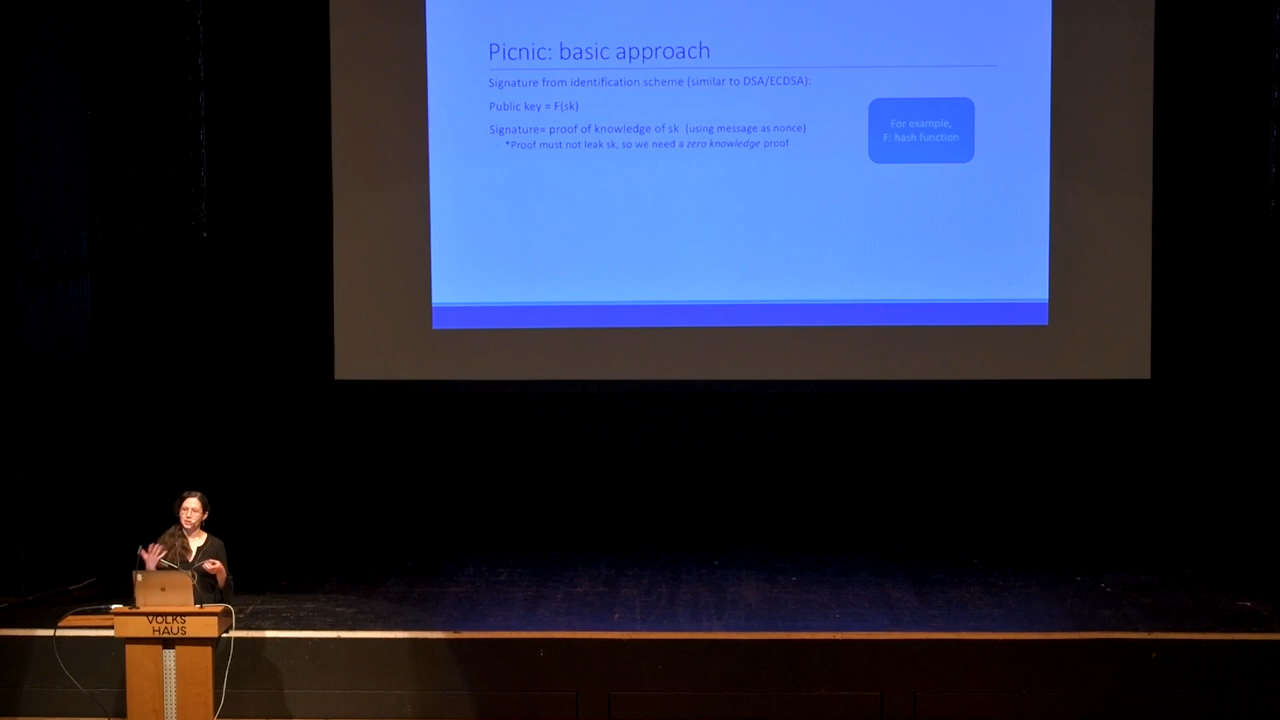 Picnic: basic approach
Signature from identification scheme (similar to DSA/ECDSA):
Public key = F(sk)
Signature= proof of knowledge of sk (using message as nonce)
*Proof must not leak sk, so we need a zero knowledge proof
For example,
F: hash function
VOLKS
HAUS